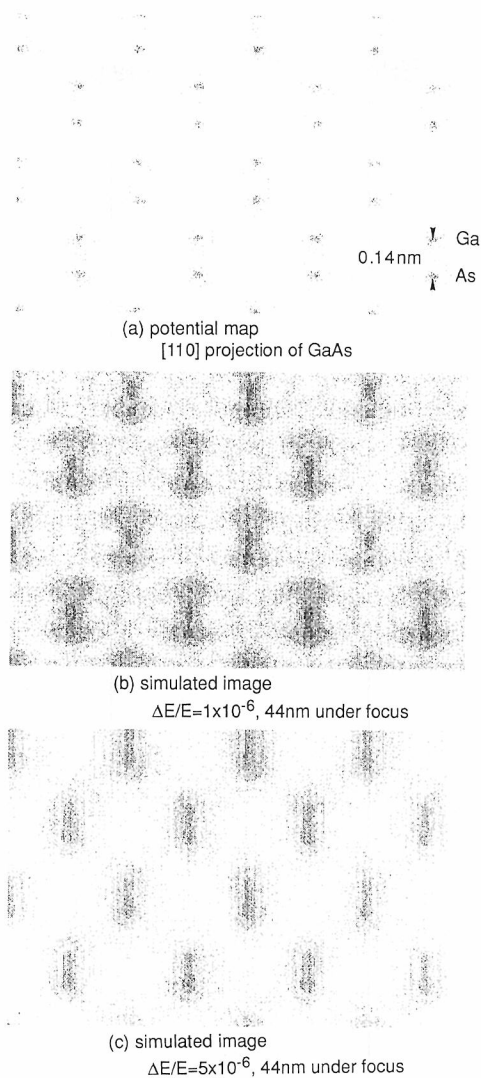 Ga
0.14nm
As
(a) potential map
[110] projection of GaAs
(b) simulated image
ΔE/E=1x10⁻⁶, 44nm under focus
(c) simulated image
ΔE/E=5x10⁻⁶, 44nm under focus